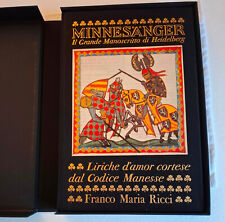 MINNESÄNGER
Il Grande Manoscritto di Heidelberg
Liriche d'amor cortese
dal Codice Manesse
Franco Maria Ricci